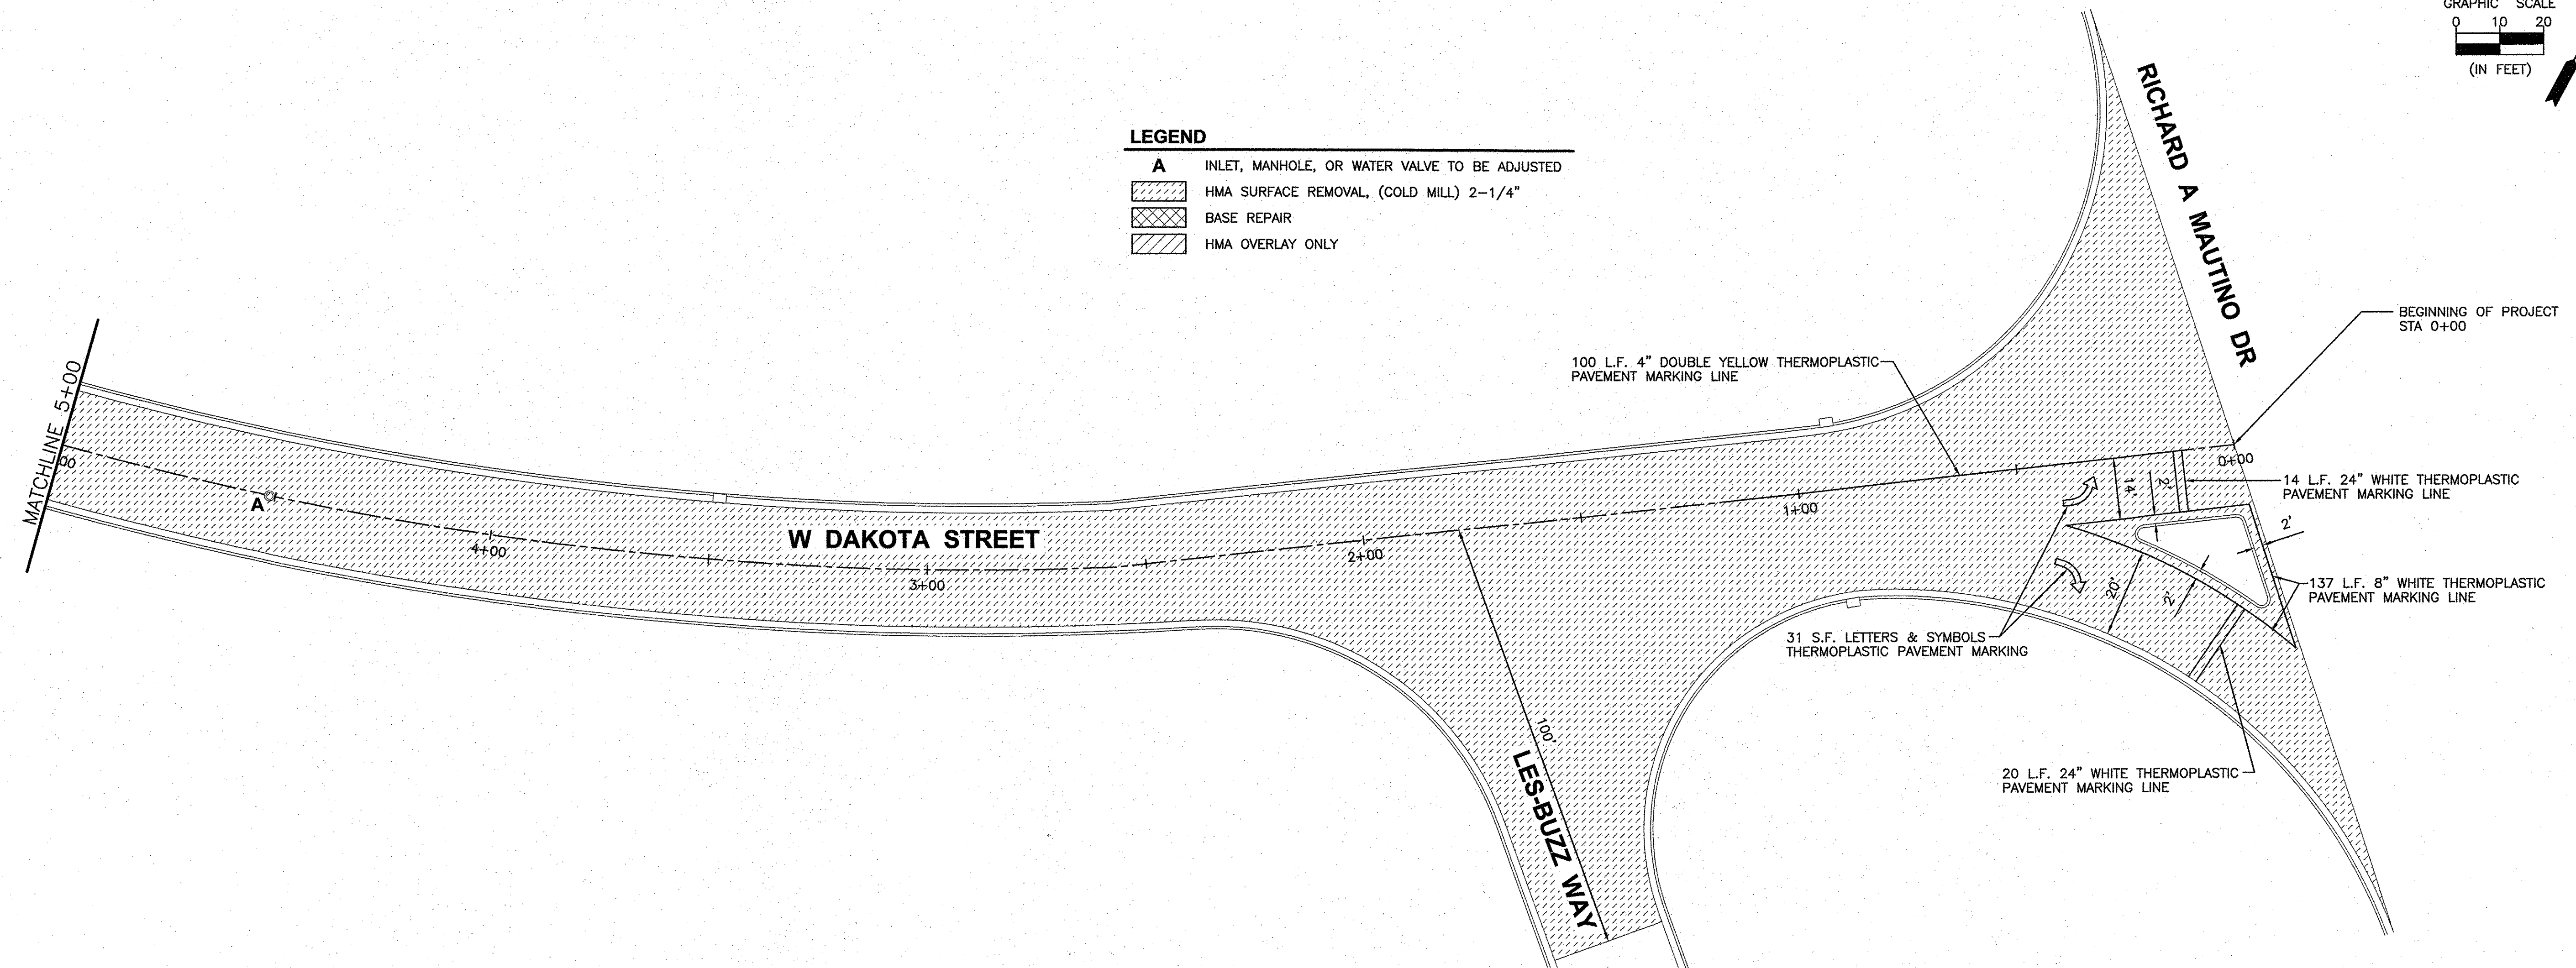 GRAPHIC SCALE
0 10 20
(IN FEET)
RICHARD A MAUTINO DR
LEGEND
A INLET, MANHOLE, OR WATER VALVE TO BE ADJUSTED
HMA SURFACE REMOVAL, (COLD MILL) 2-1/4"
BASE REPAIR
HMA OVERLAY ONLY
BEGINNING OF PROJECT
STA 0+00
100 L.F. 4" DOUBLE YELLOW THERMOPLASTIC
PAVEMENT MARKING LINE
MATCHLINE 5+00
00
A
4+00
W DAKOTA STREET
3+00
2+00
1+00
0+00
14'
2'
14 L.F. 24" WHITE THERMOPLASTIC
PAVEMENT MARKING LINE
2'
20'
2'
137 L.F. 8" WHITE THERMOPLASTIC
PAVEMENT MARKING LINE
31 S.F. LETTERS & SYMBOLS
THERMOPLASTIC PAVEMENT MARKING
100'
LES-BUZZ WAY
20 L.F. 24" WHITE THERMOPLASTIC
PAVEMENT MARKING LINE